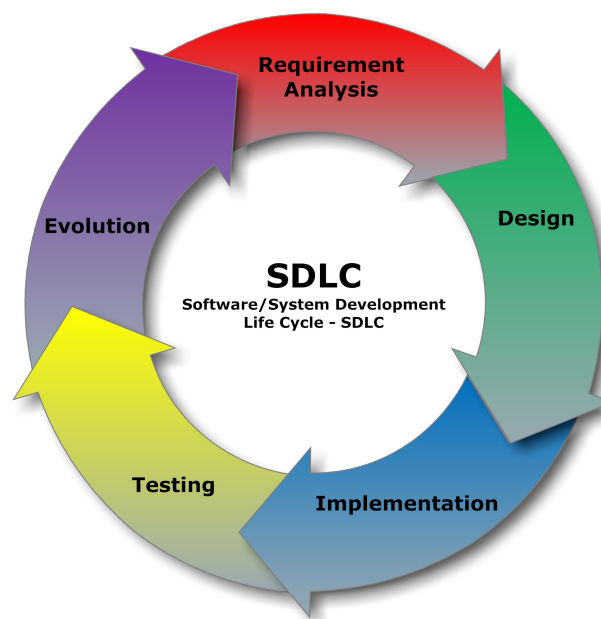 Requirement
Analysis
Design
Evolution
SDLC
Software/System Development
Life Cycle - SDLC
Testing
Implementation